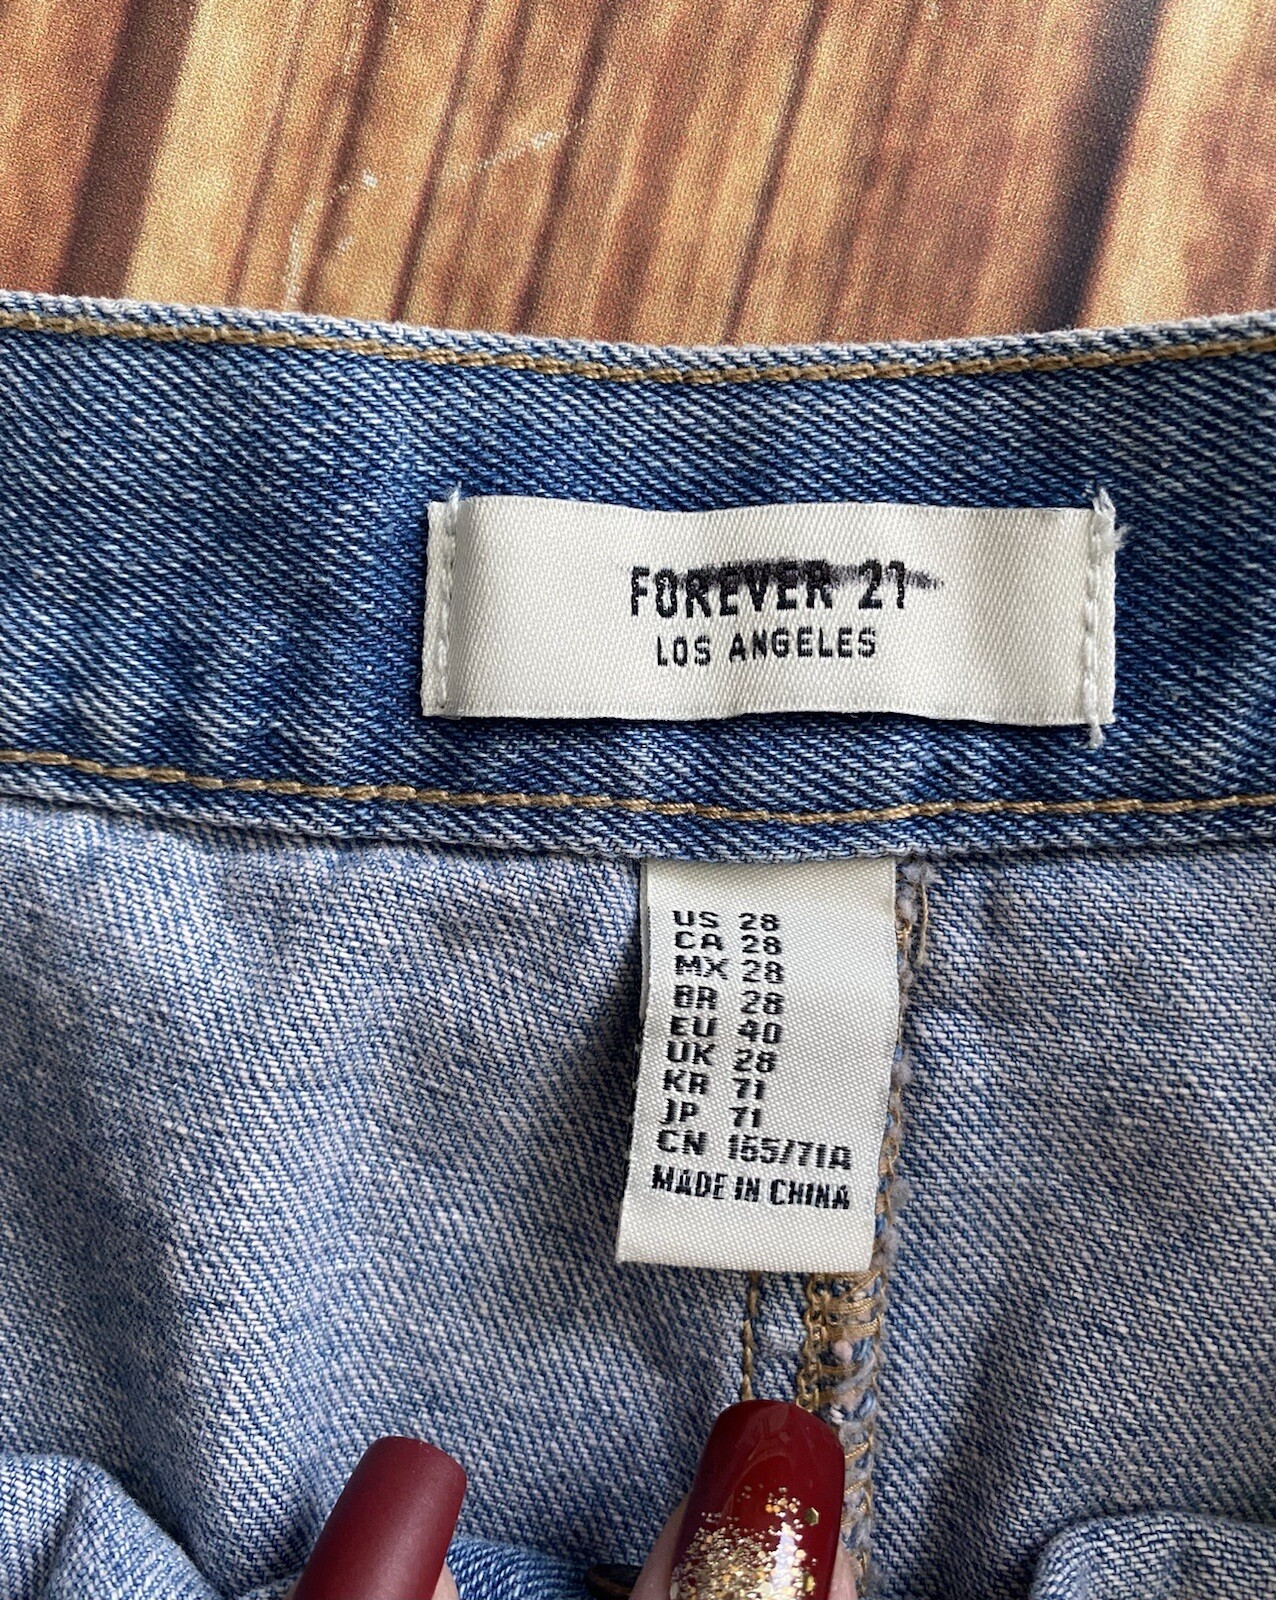 FOREVER 21
LOS ANGELES
US 28
CA 28
MX 28
BR 28
EU 40
UK 28
KR 71
JP 71
CN 165/71A
MADE IN CHINA